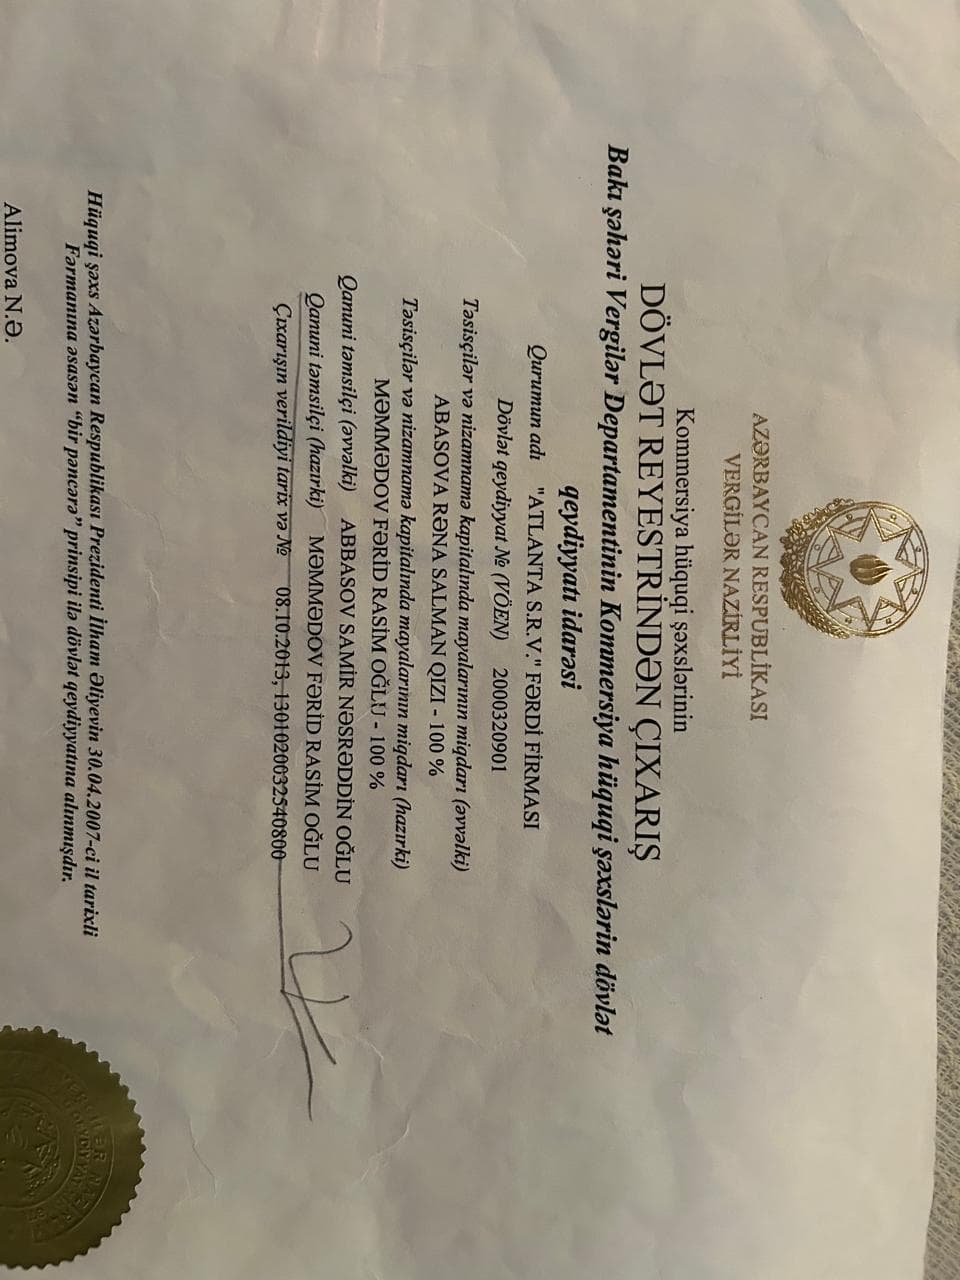 AZƏRBAYCAN RESPUBLİKASI
VERGİLƏR NAZİRLİYİ
Kommersiya hüquqi şəxslərinin
DÖVLƏT REYESTRİNDƏN ÇIXARIŞ
Bakı şəhəri Vergilər Departamentinin Kommersiya hüquqi şəxslərin dövlət
qeydiyyatı idarəsi
Qurumun adı "ATLANTA S.R.V." FƏRDİ FİRMASI
Dövlət qeydiyyat № (VÖEN) 2000320901
Təsisçilər və nizamnamə kapitalında mayalarının miqdarı (əvvəlki)
ABASOVA RƏNA SALMAN QIZI - 100 %
Təsisçilər və nizamnamə kapitalında mayalarının miqdarı (hazırki)
MƏMMƏDOV FƏRİD RASİM OĞLU - 100 %
Qanuni təmsilçi (əvvəlki) ABBASOV SAMİR NƏSRƏDDİN OĞLU
Qanuni təmsilçi (hazırki) MƏMMƏDOV FƏRİD RASİM OĞLU
Çıxarışın verildiyi tarix və № 08.10.2013, 1301020032540800
Hüquqi şəxs Azərbaycan Respublikası Prezidenti İlham Əliyevin 30.04.2007-ci il tarixli
Fərmanına əsasən “bir pəncərə” prinsipi ilə dövlət qeydiyyatına alınmışdır.
Alimova N.Ə.